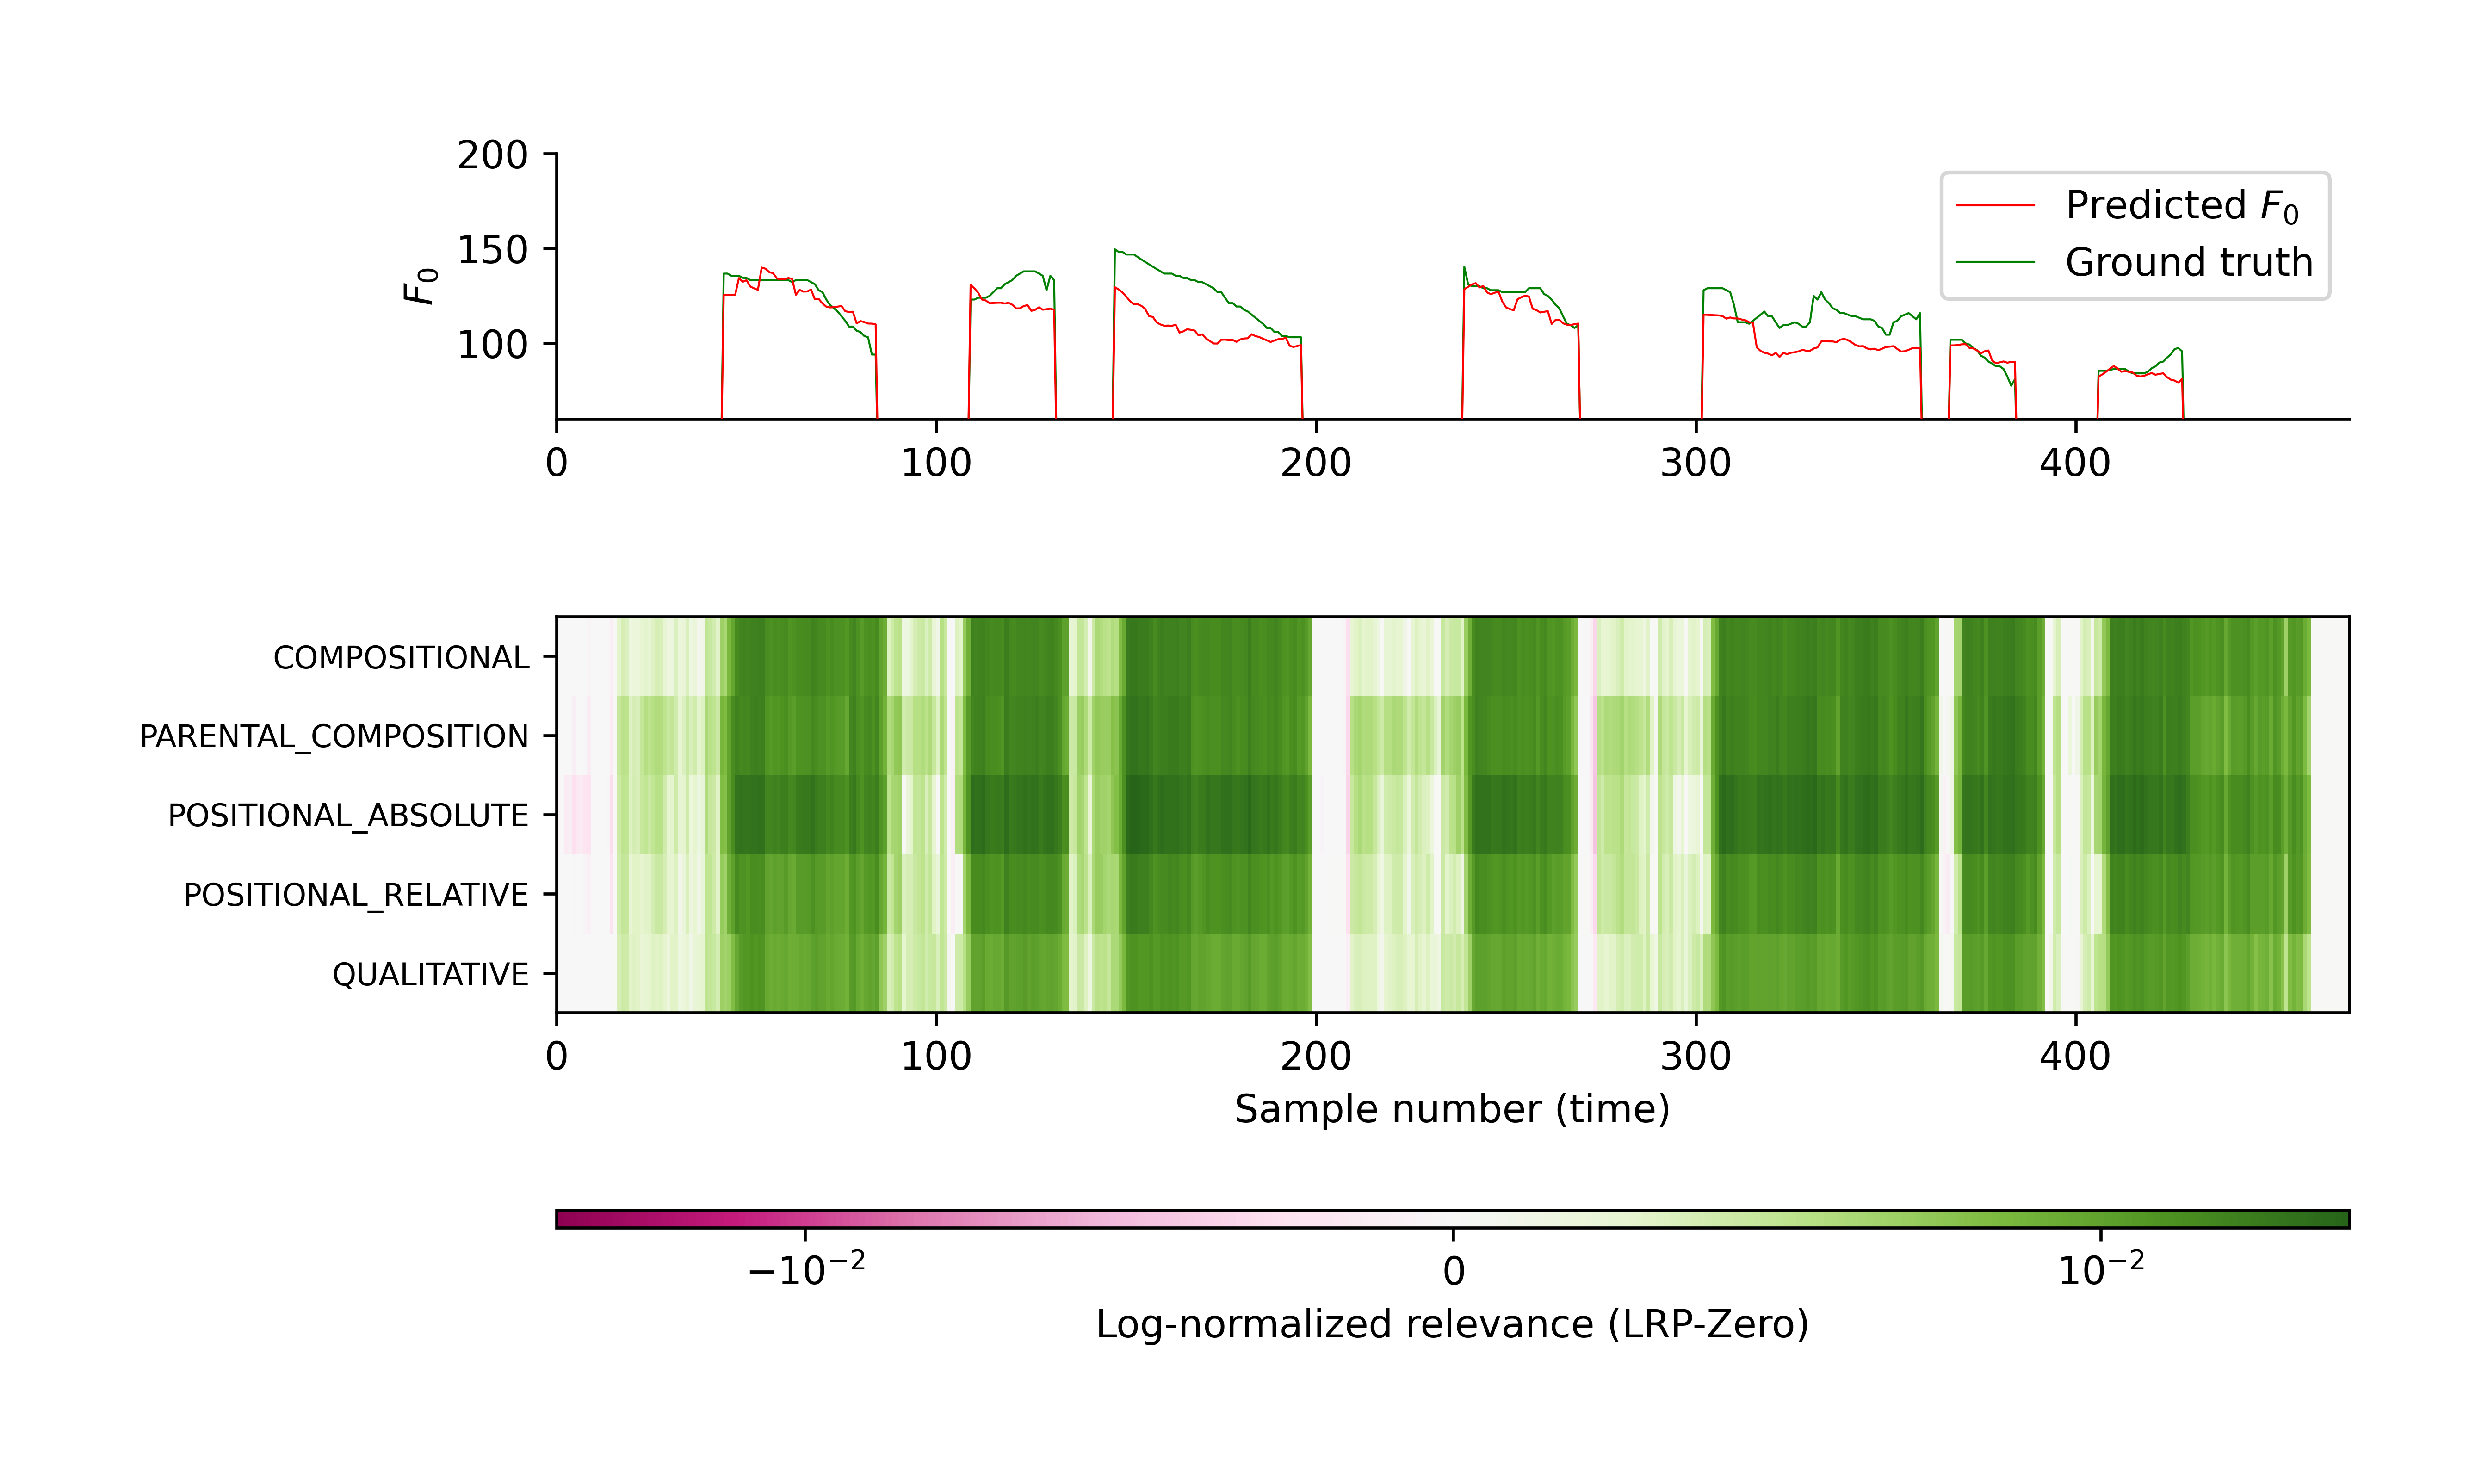 200
150
100
F₀
Predicted F₀
Ground truth
0 100 200 300 400
COMPOSITIONAL
PARENTAL_COMPOSITION
POSITIONAL_ABSOLUTE
POSITIONAL_RELATIVE
QUALITATIVE
0 100 200 300 400
Sample number (time)
−10⁻² 0 10⁻²
Log-normalized relevance (LRP-Zero)